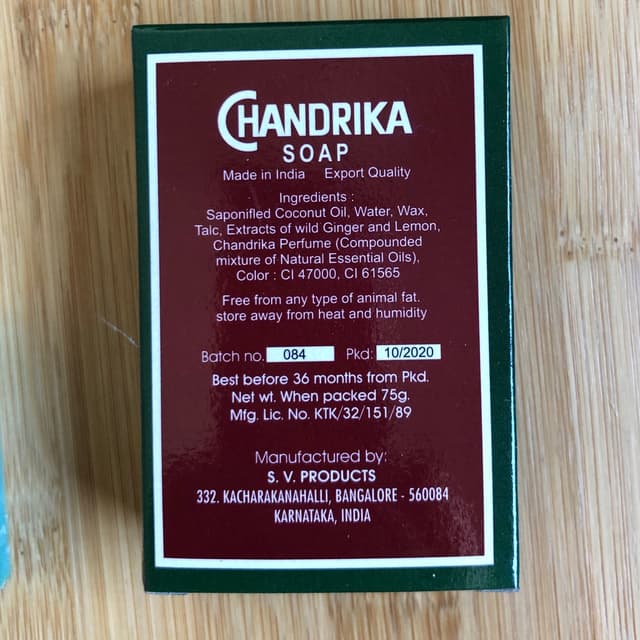 CHANDRIKA
SOAP
Made in India Export Quality
Ingredients :
Saponified Coconut Oil, Water, Wax,
Talc, Extracts of wild Ginger and Lemon,
Chandrika Perfume (Compounded
mixture of Natural Essential Oils),
Color : CI 47000, CI 61565
Free from any type of animal fat.
store away from heat and humidity
Batch no. 084 Pkd: 10/2020
Best before 36 months from Pkd.
Net wt. When packed 75g.
Mfg. Lic. No. KTK/32/151/89
Manufactured by:
S. V. PRODUCTS
332. KACHARAKANAHALLI, BANGALORE - 560084
KARNATAKA, INDIA